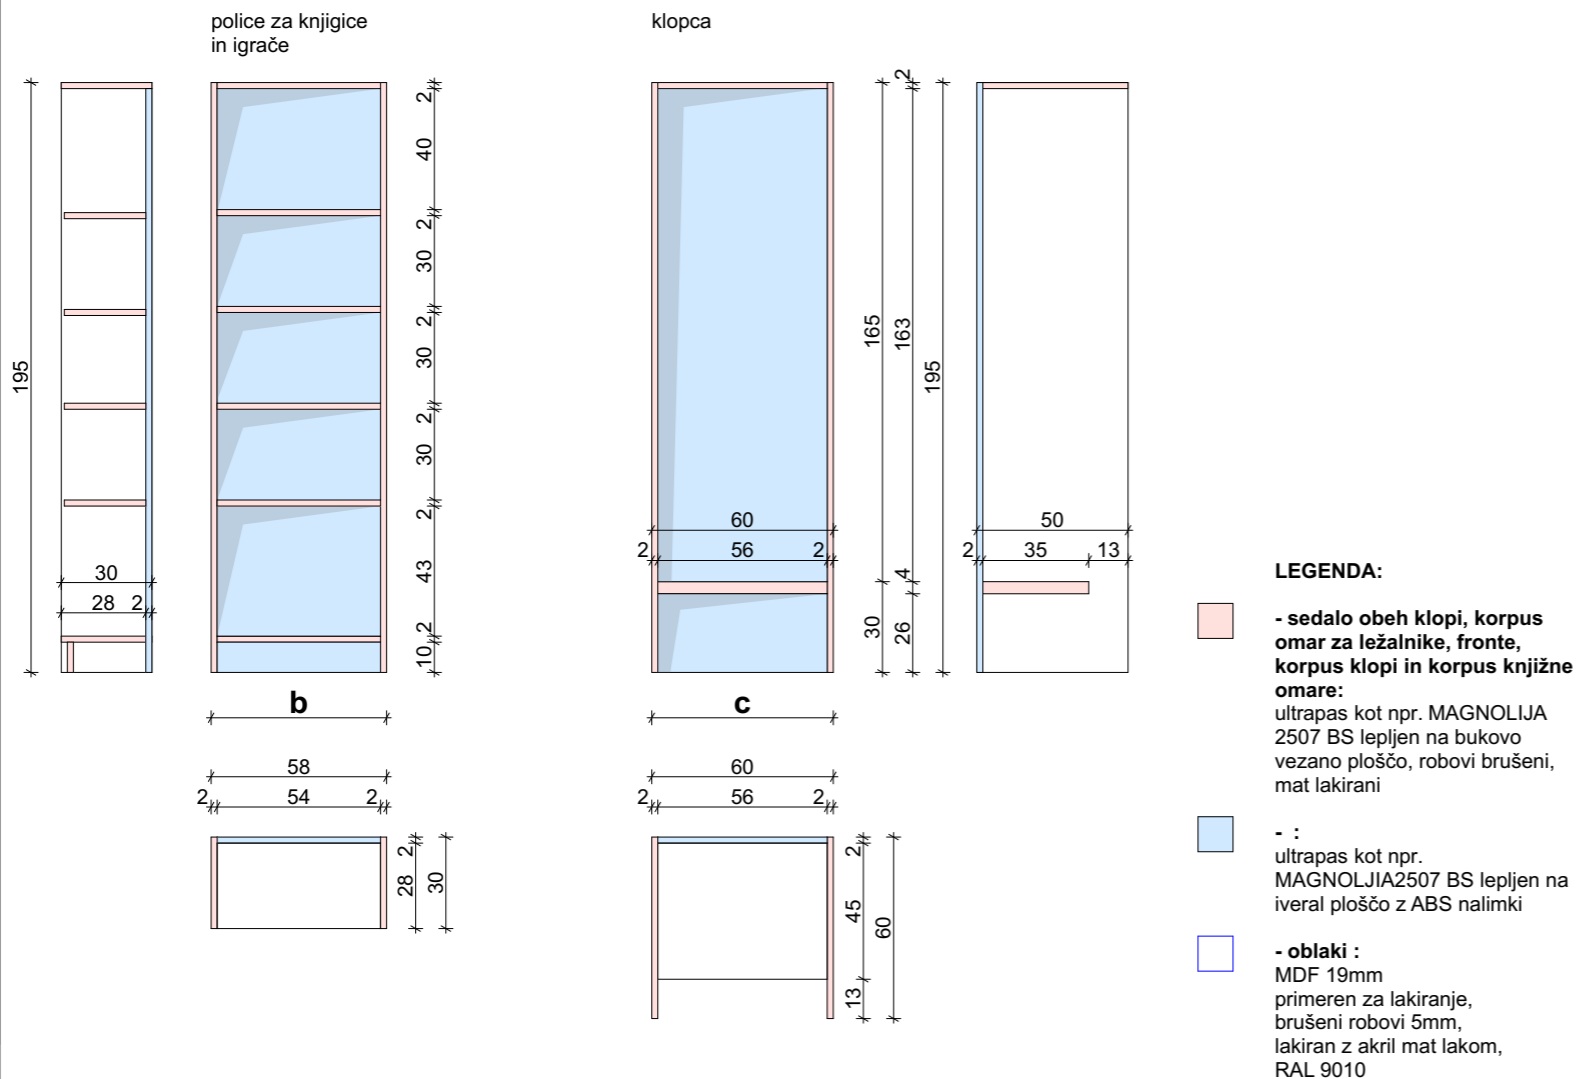 police za knjigice
in igrače
klopca
195
30
28 2
2
40
2
30
2
30
2
30
2
43
2
10
b
58
2 54 2
2
28
30
60
2 56 2
165
30
2
163
4
26
195
50
2 35 13
c
60
2 56 2
2
45
13
60
LEGENDA:
- sedalo obeh klopi, korpus
omar za ležalnike, fronte,
korpus klopi in korpus knjižne
omare:
ultrapas kot npr. MAGNOLIJA
2507 BS lepljen na bukovo
vezano ploščo, robovi brušeni,
mat lakirani
- :
ultrapas kot npr.
MAGNOLJIA2507 BS lepljen na
iveral ploščo z ABS nalimki
- oblaki :
MDF 19mm
primeren za lakiranje,
brušeni robovi 5mm,
lakiran z akril mat lakom,
RAL 9010